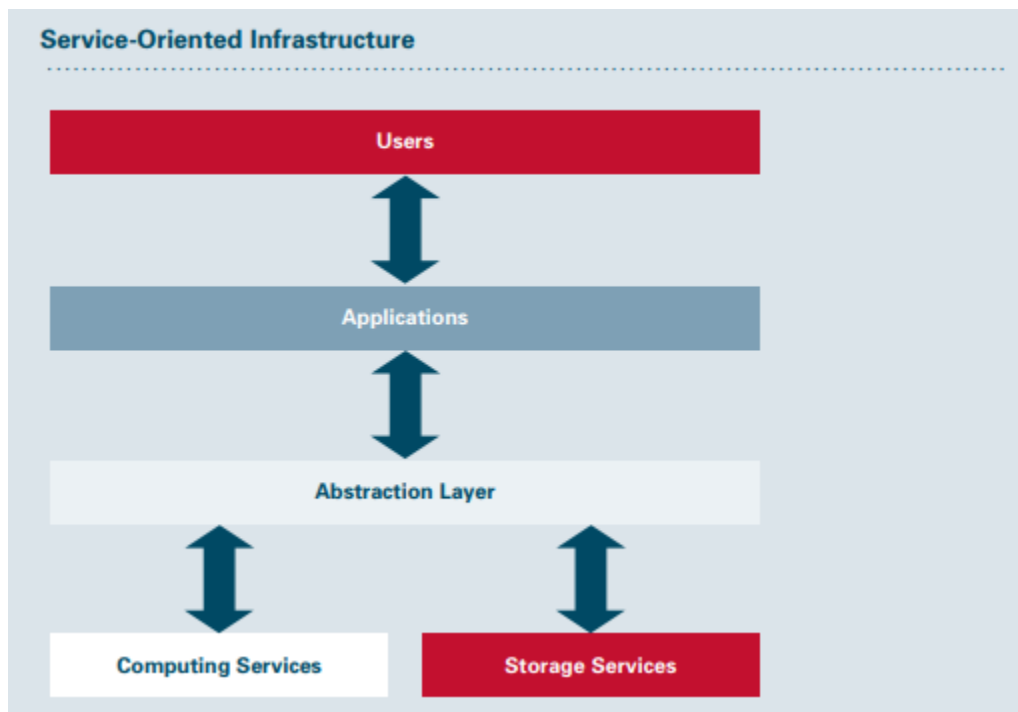 Service-Oriented Infrastructure
Users
Applications
Abstraction Layer
Computing Services
Storage Services